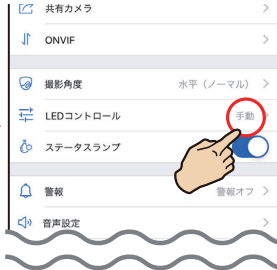 共有カメラ
ONVIF
撮影角度 水平（ノーマル）
LEDコントロール 手動
ステータスランプ
警報 警報オフ
音声設定